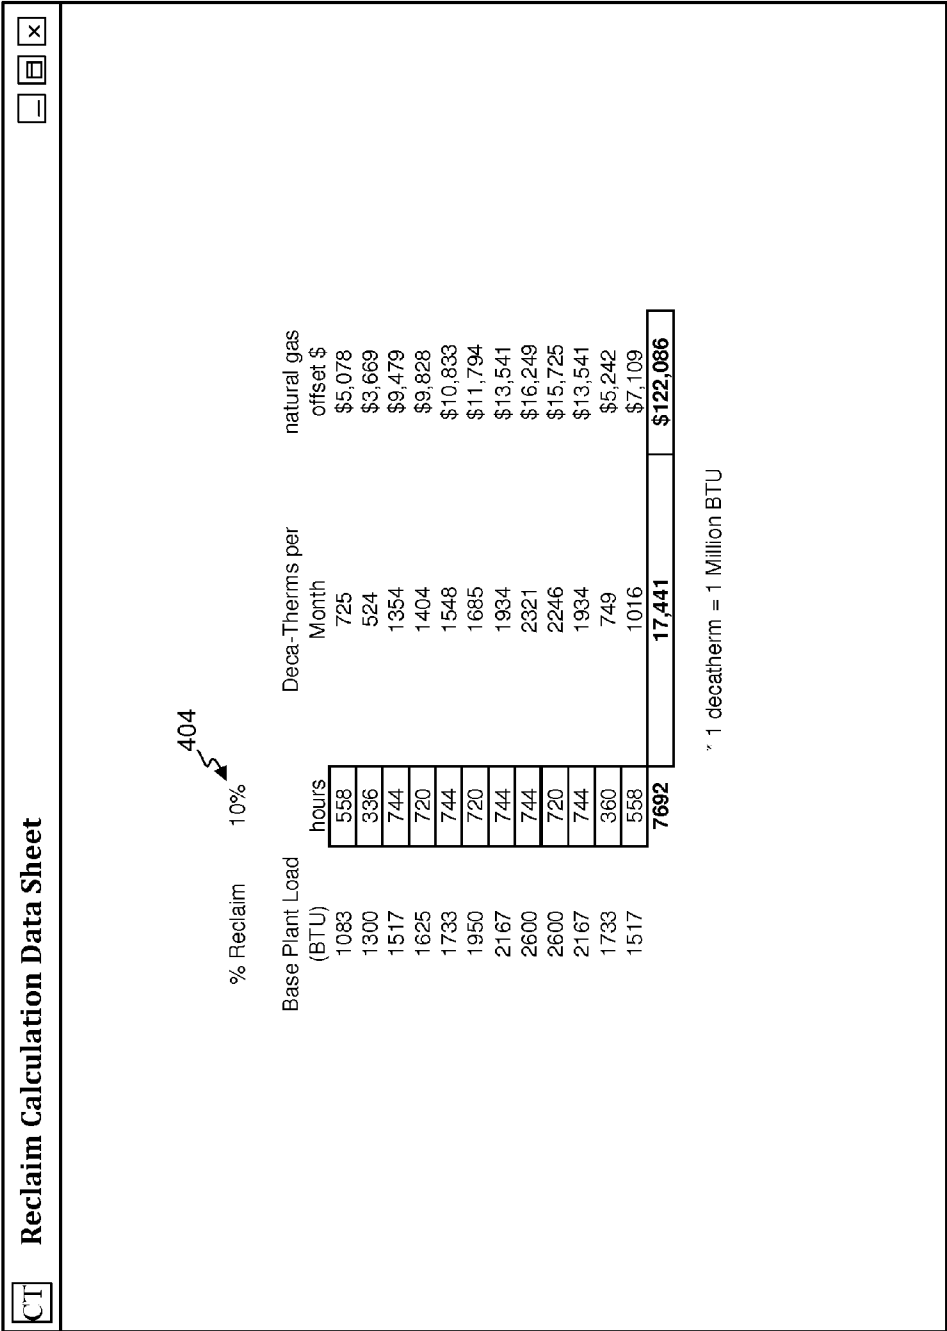 CT Reclaim Calculation Data Sheet
404
% Reclaim 10%
Base Plant Load Deca-Therms per natural gas
(BTU) hours Month offset $
1083 558 725 $5,078
1300 336 524 $3,669
1517 744 1354 $9,479
1625 720 1404 $9,828
1733 744 1548 $10,833
1950 720 1685 $11,794
2167 744 1934 $13,541
2600 744 2321 $16,249
2600 720 2246 $15,725
2167 744 1934 $13,541
1733 360 749 $5,242
1517 558 1016 $7,109
7692 17,441 $122,086
* 1 decatherm = 1 Million BTU